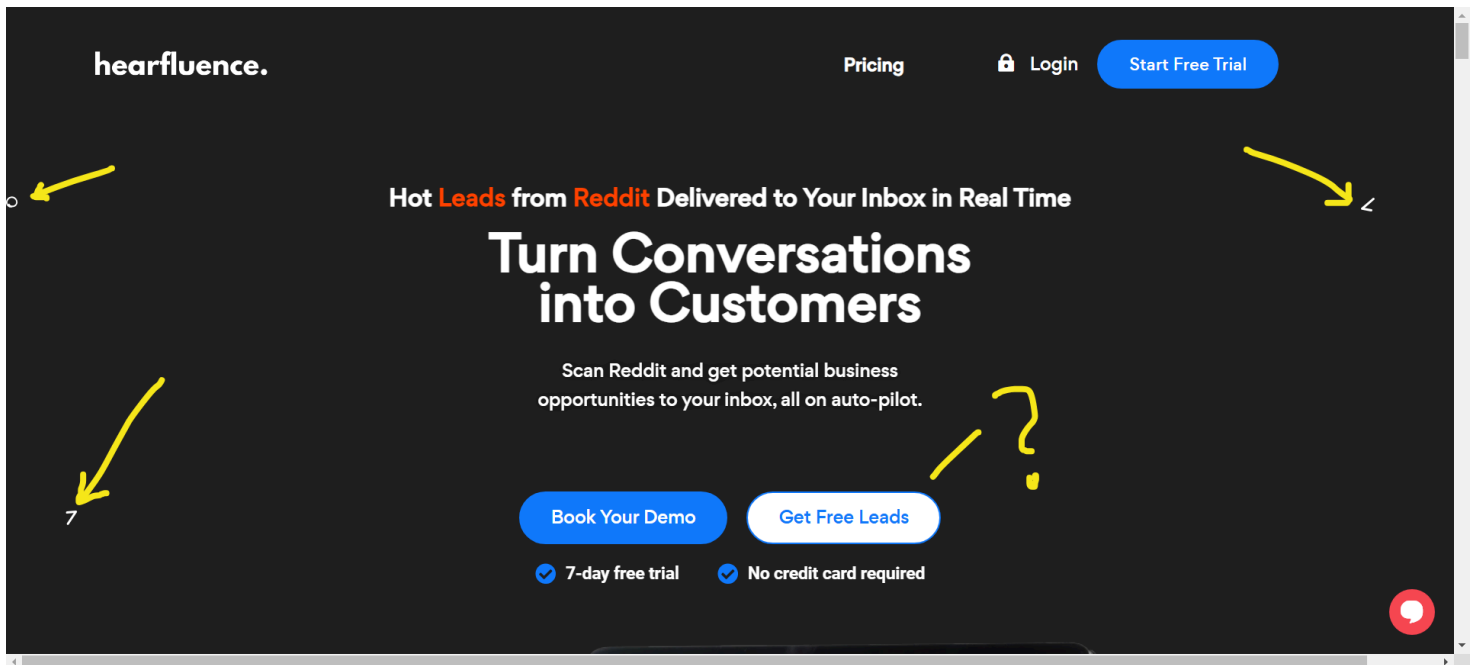 hearfluence.
Pricing
Login
Start Free Trial
Hot Leads from Reddit Delivered to Your Inbox in Real Time
Turn Conversations
into Customers
Scan Reddit and get potential business
opportunities to your inbox, all on auto-pilot.
?
Book Your Demo
Get Free Leads
7-day free trial
No credit card required